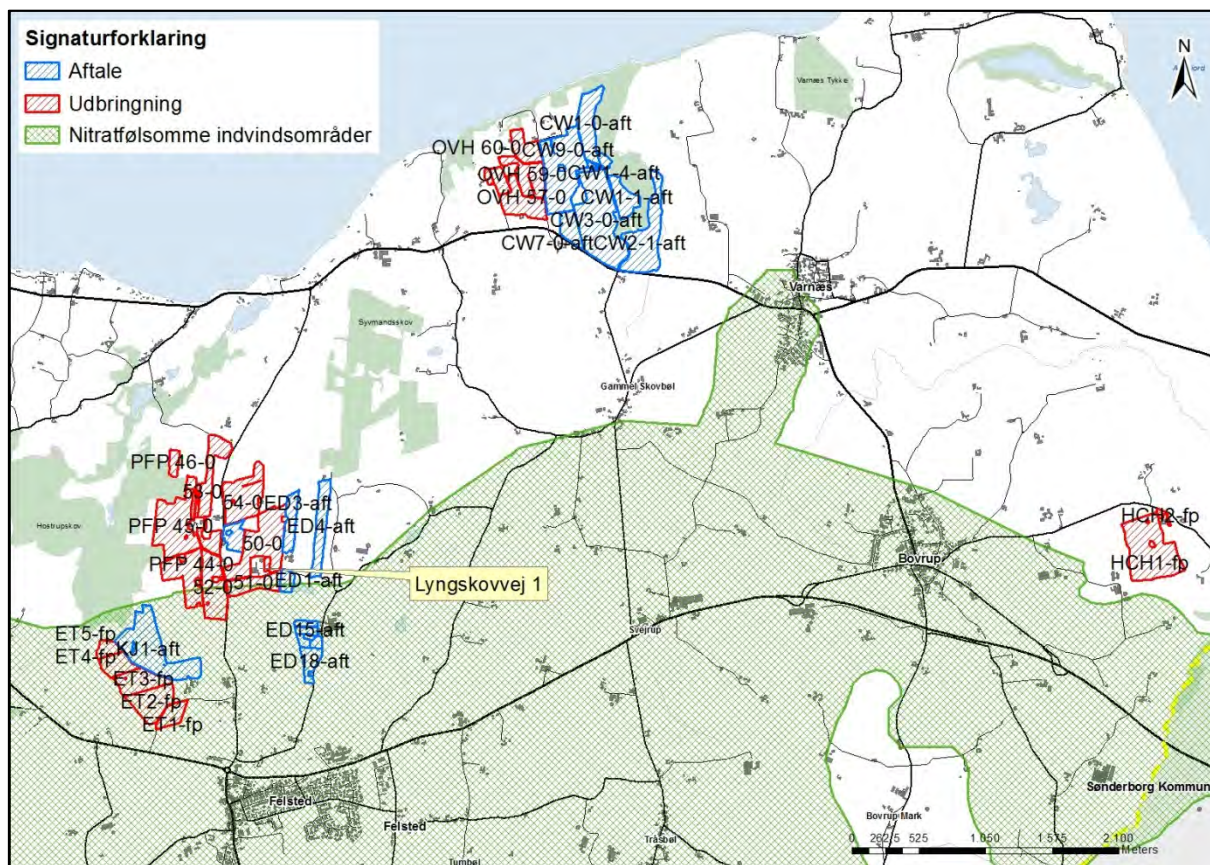 Signaturforklaring
Aftale
Udbringning
Nitratfølsomme indvindsområder
N
Varnæs Tykke
CW1-0-aft
OVH 60-0
CW9-0-aft
OVH 59-0
CW1-4-aft
OVH 57-0
CW1-1-aft
CW3-0-aft
CW7-0-aft
CW2-1-aft
Varnæs
Syvmandsskov
Gammel Skovbøl
PFP 46-0
53-0
54-0
ED3-aft
Hostrupskov
PFP 45-0
ED4-aft
50-0
HCH2-fp
Bovrup
PFP 44-0
HCH1-fp
52-0
51-0
ED1-aft
Lyngskovvej 1
ET5-fp
ED15-aft
Svejrup
KJ1-aft
ET4-fp
ED18-aft
ET3-fp
ET2-fp
ET1-fp
Felsted
Felsted
Sønderborg Kommun
Bovrup Mark
Tråsbøl
Tumbøl
0 262,5 525 1.050 1.575 2.100
Meters